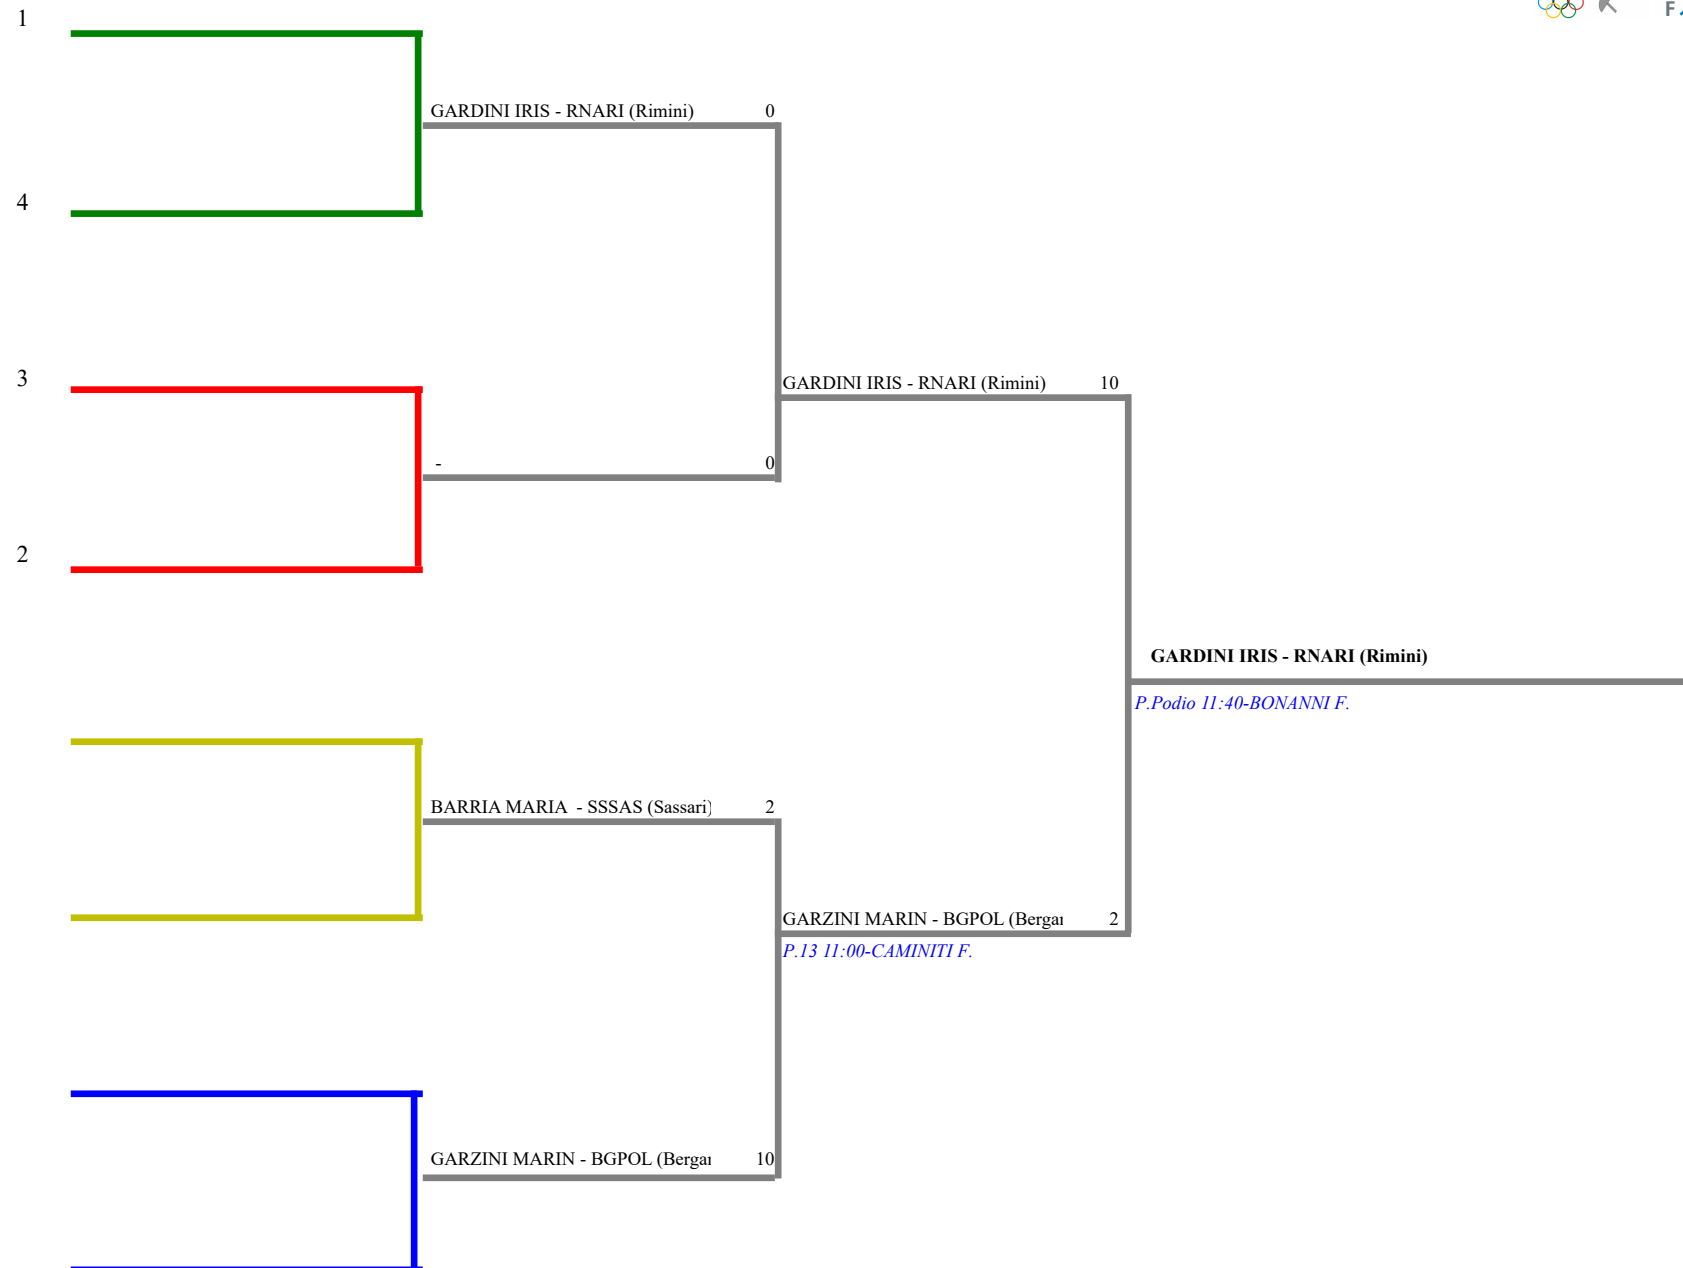 1
GARDINI IRIS - RNARI (Rimini) 0
4
3
GARDINI IRIS - RNARI (Rimini) 10
- 0
2
GARDINI IRIS - RNARI (Rimini)
P.Podio 11:40-BONANNI F.
BARRIA MARIA - SSSAS (Sassari) 2
GARZINI MARIN - BGPOL (Berga 2
P.13 11:00-CAMINITI F.
GARZINI MARIN - BGPOL (Berga 10
F